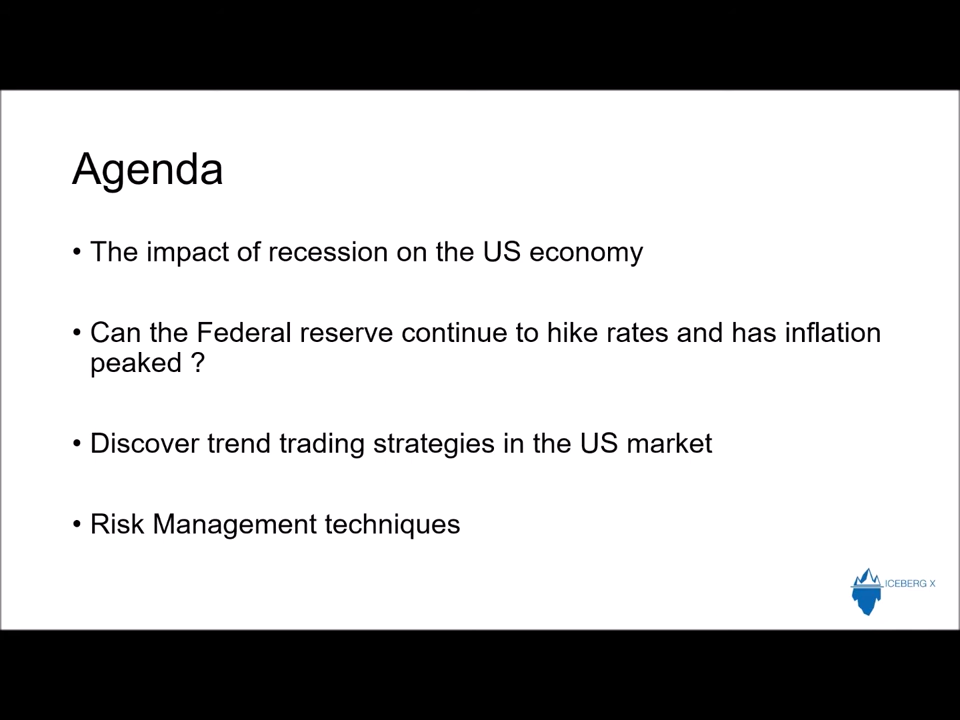 Agenda
• The impact of recession on the US economy
• Can the Federal reserve continue to hike rates and has inflation
peaked ?
• Discover trend trading strategies in the US market
• Risk Management techniques
ICEBERG X